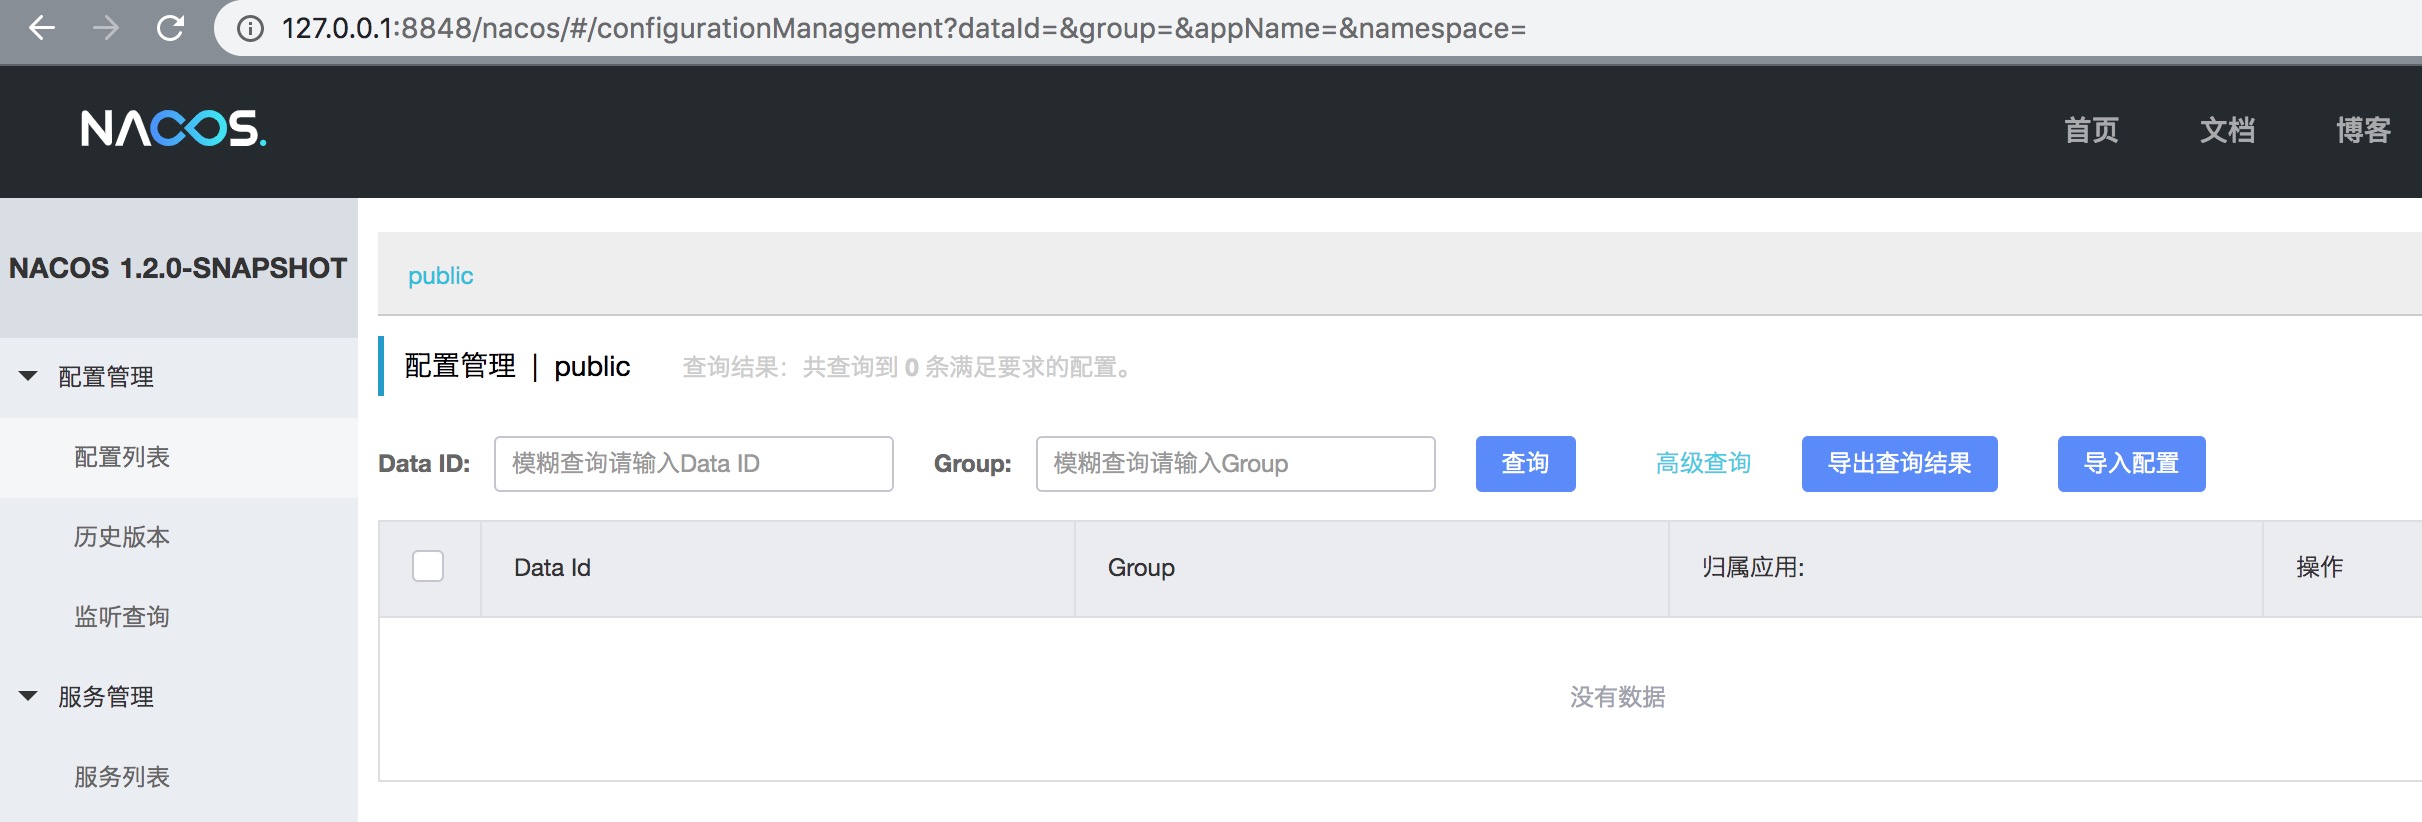 127.0.0.1:8848/nacos/#/configurationManagement?dataId=&group=&appName=&namespace=
NACOS.
首页 文档 博客
NACOS 1.2.0-SNAPSHOT
配置管理
配置列表
历史版本
监听查询
服务管理
服务列表
public
配置管理 | public 查询结果：共查询到 0 条满足要求的配置。
Data ID: 模糊查询请输入Data ID Group: 模糊查询请输入Group 查询 高级查询 导出查询结果 导入配置
Data Id Group 归属应用: 操作
没有数据